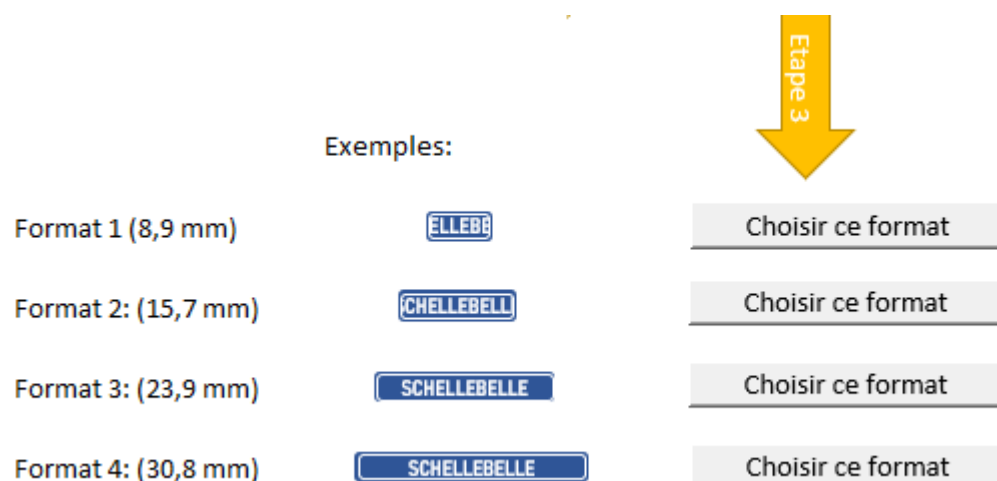 Etape 3
Exemples:
Format 1 (8,9 mm) ELLEBE Choisir ce format
Format 2: (15,7 mm) CHELLEBELL Choisir ce format
Format 3: (23,9 mm) SCHELLEBELLE Choisir ce format
Format 4: (30,8 mm) SCHELLEBELLE Choisir ce format